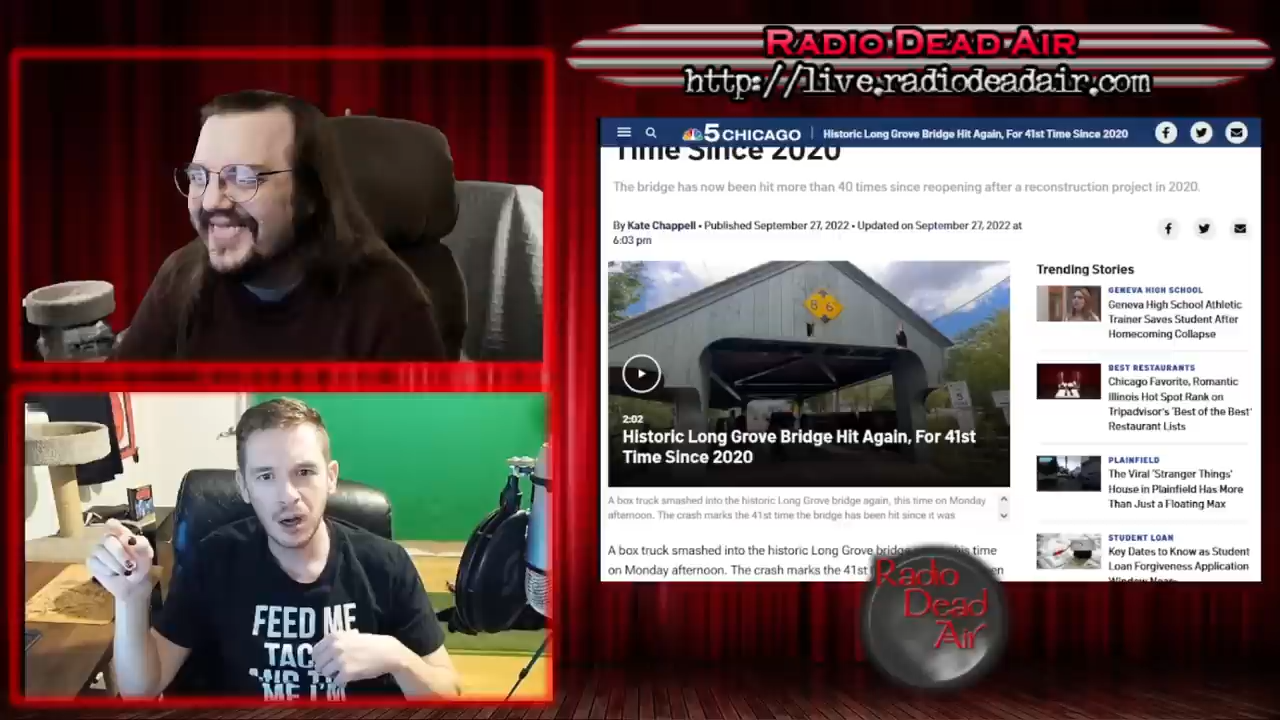 RADIO DEAD AIR
http://live.radiodeadair.com
5 CHICAGO
Historic Long Grove Bridge Hit Again, For 41st Time Since 2020
Time Since 2020
The bridge has now been hit more than 40 times since reopening after a reconstruction project in 2020.
By Kate Chappell • Published September 27, 2022 • Updated on September 27, 2022 at
6:03 pm
8 6
5
2:02
Historic Long Grove Bridge Hit Again, For 41st
Time Since 2020
A box truck smashed into the historic Long Grove bridge again, this time on Monday
afternoon. The crash marks the 41st time the bridge has been hit since it was
A box truck smashed into the historic Long Grove bridge this time
on Monday afternoon. The crash marks the 41st
Trending Stories
GENEVA HIGH SCHOOL
Geneva High School Athletic
Trainer Saves Student After
Homecoming Collapse
BEST RESTAURANTS
Chicago Favorite, Romantic
Illinois Hot Spot Rank on
Tripadvisor's 'Best of the Best'
Restaurant Lists
PLAINFIELD
The Viral 'Stranger Things'
House in Plainfield Has More
Than Just a Floating Max
STUDENT LOAN
Key Dates to Know as Student
Loan Forgiveness Application
Radio
Dead
Air
FEED ME
TAC
ME I'M